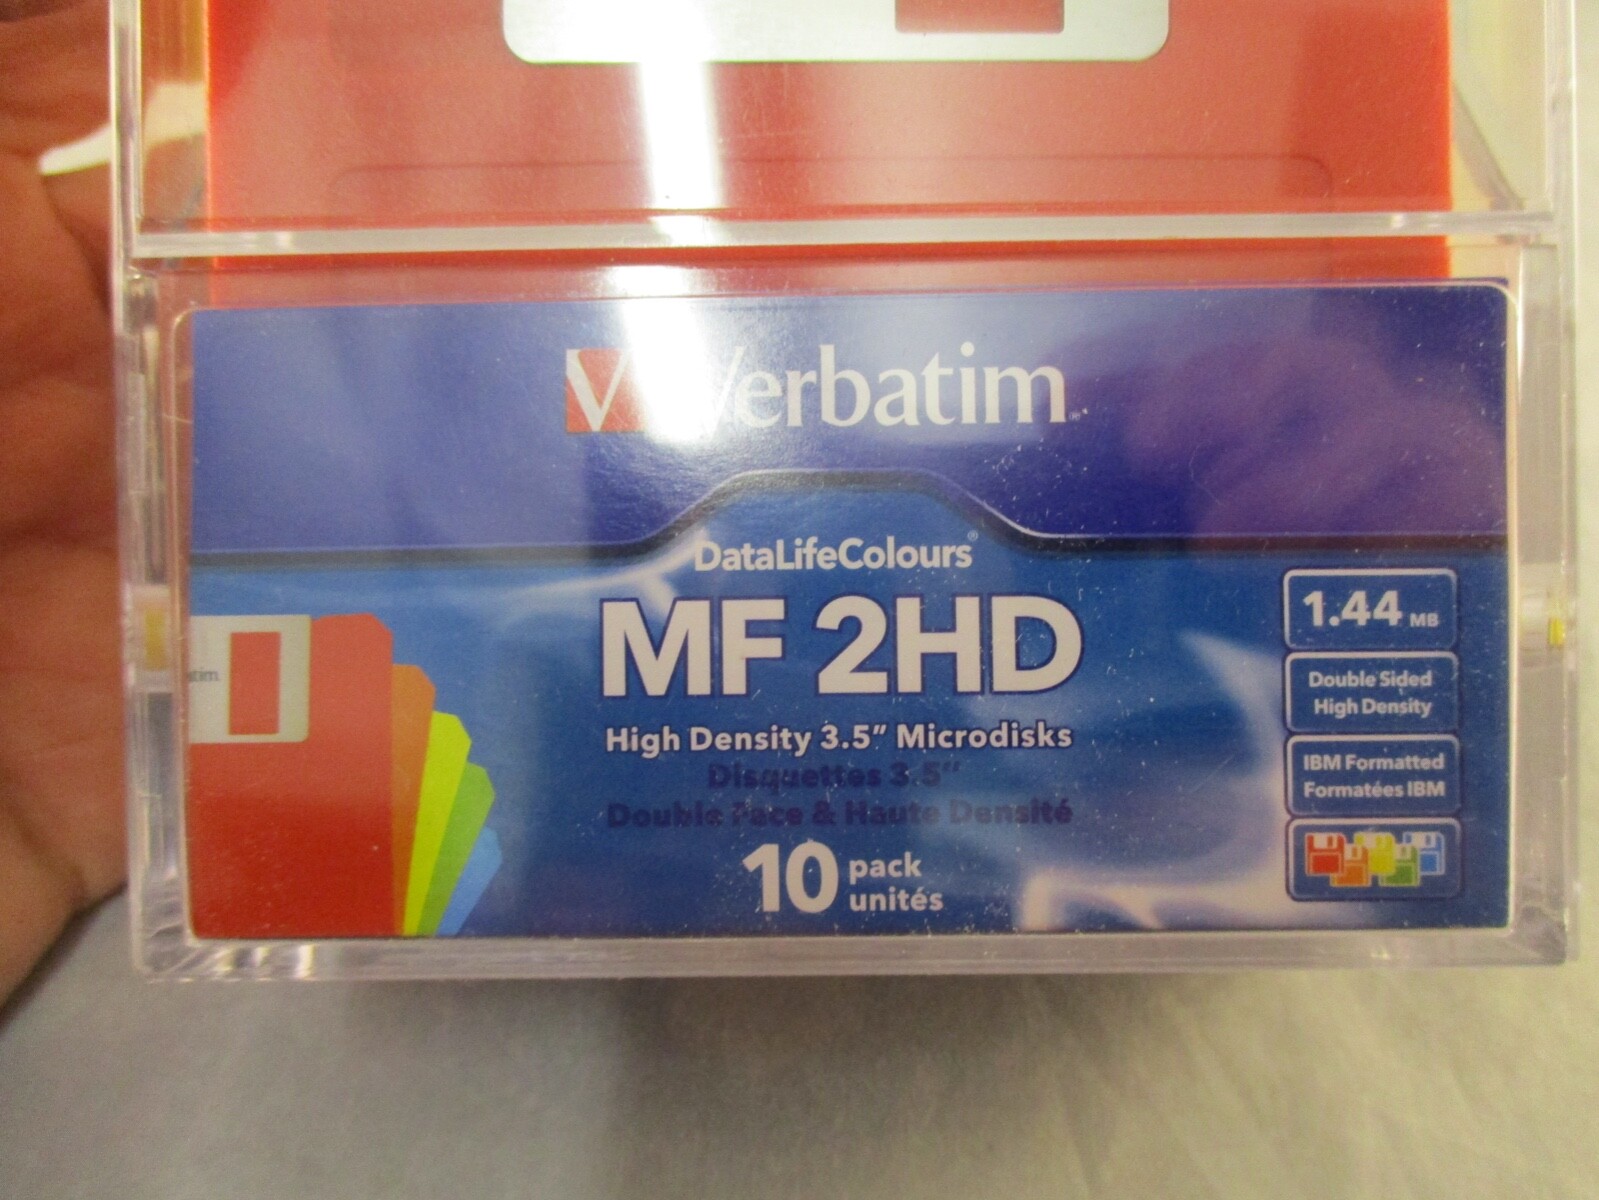 Verbatim®
DataLifeColours®
MF 2HD
High Density 3.5″ Microdisks
Disquettes 3.5″
Double Face & Haute Densité
10 pack
unités
1.44 MB
Double Sided
High Density
IBM Formatted
Formatées IBM
tim